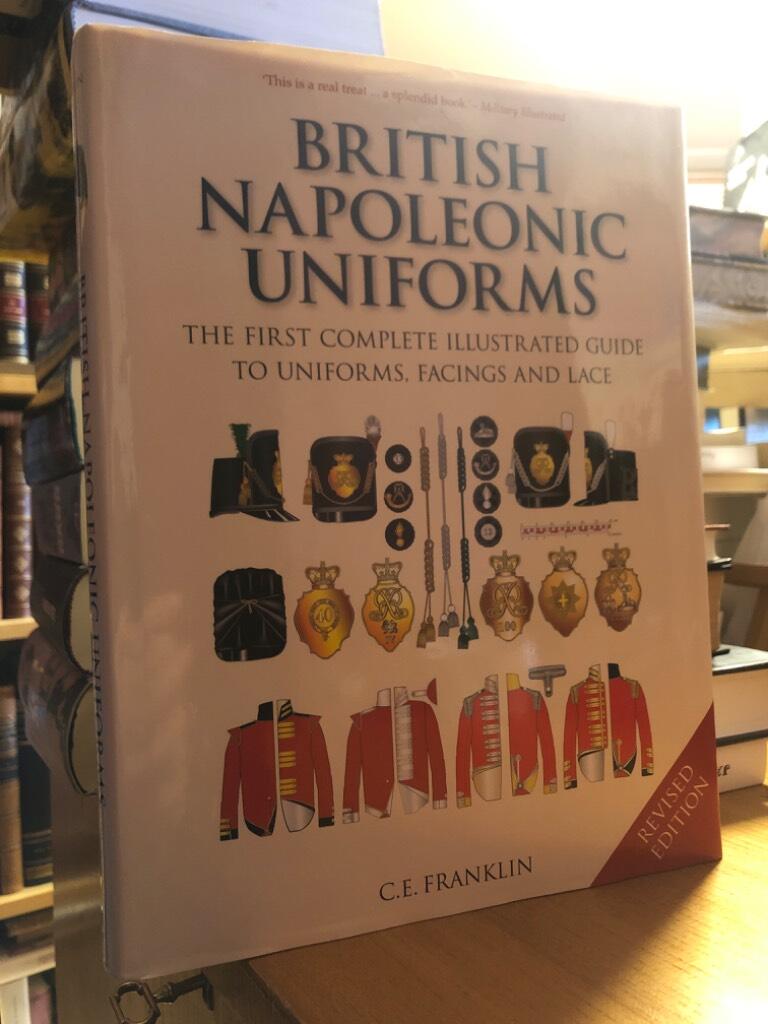 'This is a real treat ... a splendid book.' – Military Illustrated
BRITISH
NAPOLEONIC
UNIFORMS
THE FIRST COMPLETE ILLUSTRATED GUIDE
TO UNIFORMS, FACINGS AND LACE
C.E. FRANKLIN
REVISED
EDITION
BRITISH NAPOLEONIC UNIFORMS